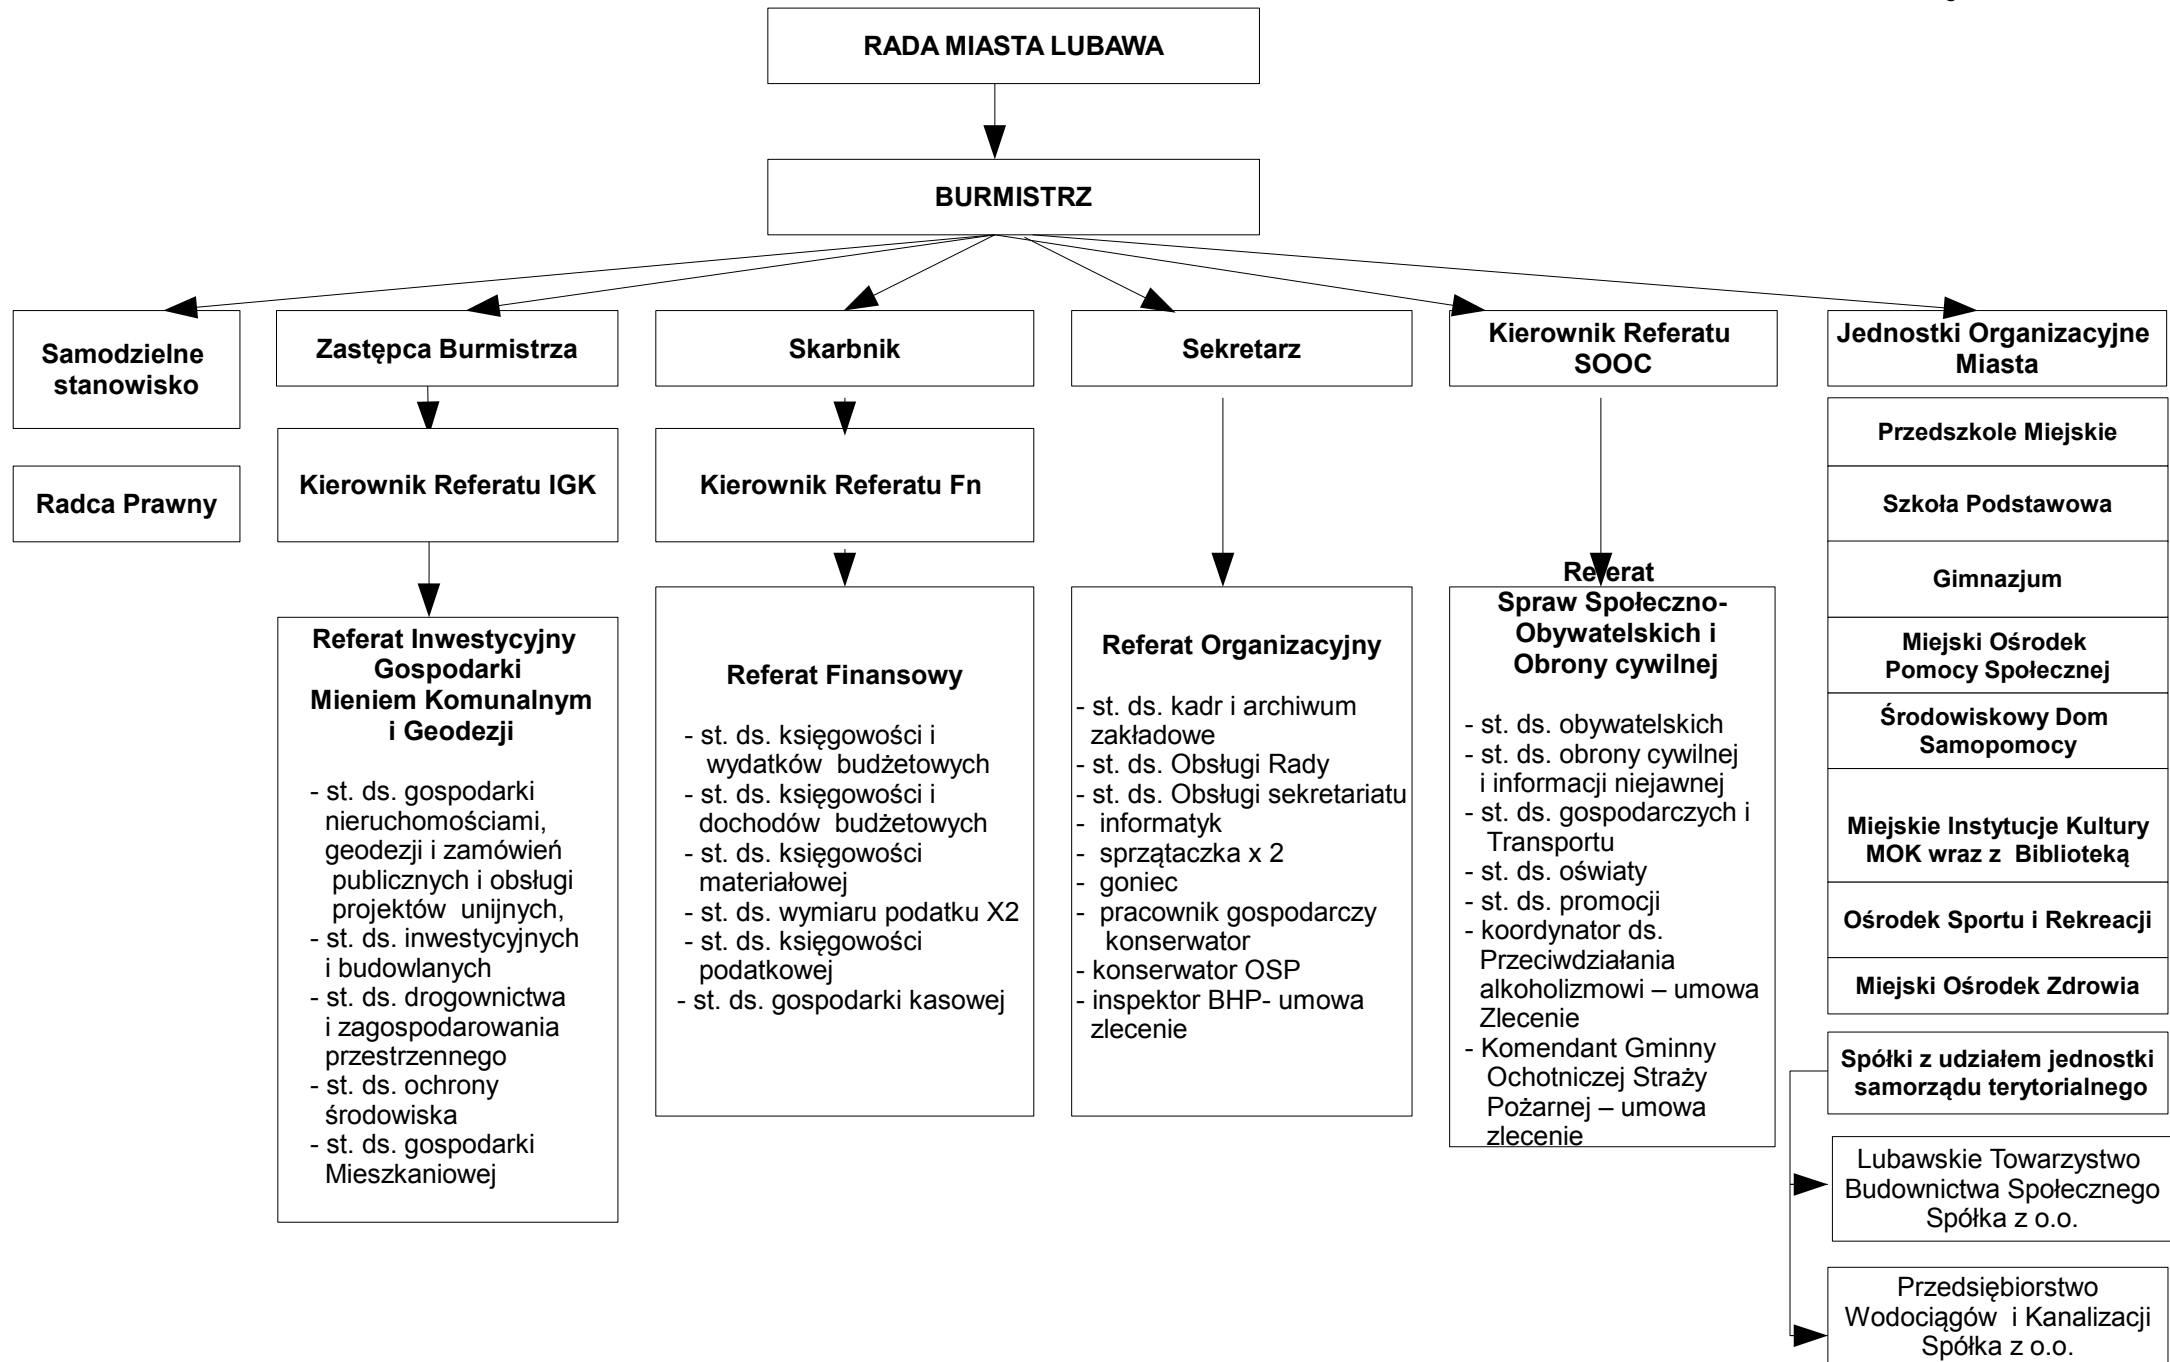 RADA MIASTA LUBAWA
BURMISTRZ
Samodzielne
stanowisko
Radca Prawny
Zastępca Burmistrza
Kierownik Referatu IGK
Referat Inwestycyjny
Gospodarki
Mieniem Komunalnym
i Geodezji
- st. ds. gospodarki
nieruchomościami,
geodezji i zamówień
publicznych i obsługi
projektów unijnych,
- st. ds. inwestycyjnych
i budowlanych
- st. ds. drogownictwa
i zagospodarowania
przestrzennego
- st. ds. ochrony
środowiska
- st. ds. gospodarki
Mieszkaniowej
Skarbnik
Kierownik Referatu Fn
Referat Finansowy
- st. ds. księgowości i
wydatków budżetowych
- st. ds. księgowości i
dochodów budżetowych
- st. ds. księgowości
materiałowej
- st. ds. wymiaru podatku X2
- st. ds. księgowości
podatkowej
- st. ds. gospodarki kasowej
Sekretarz
Referat Organizacyjny
- st. ds. kadr i archiwum
zakładowe
- st. ds. Obsługi Rady
- st. ds. Obsługi sekretariatu
- informatyk
- sprzątaczka x 2
- goniec
- pracownik gospodarczy
konserwator
- konserwator OSP
- inspektor BHP- umowa
zlecenie
Kierownik Referatu
SOOC
Referat
Spraw Społeczno-
Obywatelskich i
Obrony cywilnej
- st. ds. obywatelskich
- st. ds. obrony cywilnej
i informacji niejawnej
- st. ds. gospodarczych i
Transportu
- st. ds. oświaty
- st. ds. promocji
- koordynator ds.
Przeciwdziałania
alkoholizmowi – umowa
Zlecenie
- Komendant Gminny
Ochotniczej Straży
Pożarnej – umowa
zlecenie
Jednostki Organizacyjne
Miasta
Przedszkole Miejskie
Szkoła Podstawowa
Gimnazjum
Miejski Ośrodek
Pomocy Społecznej
Środowiskowy Dom
Samopomocy
Miejskie Instytucje Kultury
MOK wraz z Biblioteką
Ośrodek Sportu i Rekreacji
Miejski Ośrodek Zdrowia
Spółki z udziałem jednostki
samorządu terytorialnego
Lubawskie Towarzystwo
Budownictwa Społecznego
Spółka z o.o.
Przedsiębiorstwo
Wodociągów i Kanalizacji
Spółka z o.o.